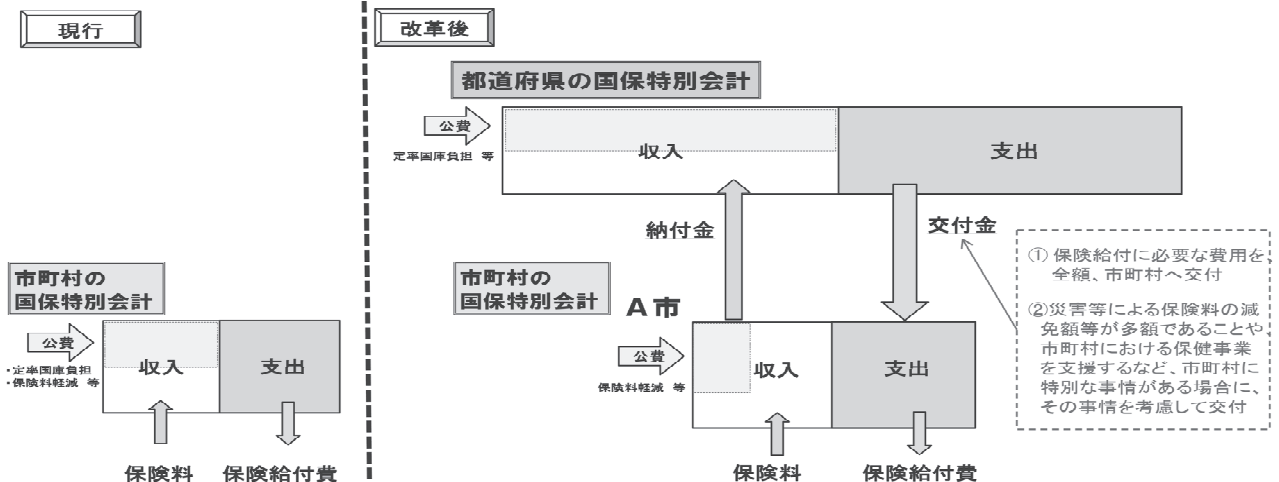 現行
市町村の
国保特別会計
公費
・定率国庫負担
・保険料軽減 等
収入
支出
保険料
保険給付費
改革後
都道府県の国保特別会計
公費
定率国庫負担 等
収入
支出
納付金
交付金
市町村の
国保特別会計
A市
公費
保険料軽減 等
収入
支出
保険料
保険給付費
① 保険給付に必要な費用を、
全額、市町村へ交付
②災害等による保険料の減
免額等が多額であることや、
市町村における保健事業
を支援するなど、市町村に
特別な事情がある場合に、
その事情を考慮して交付